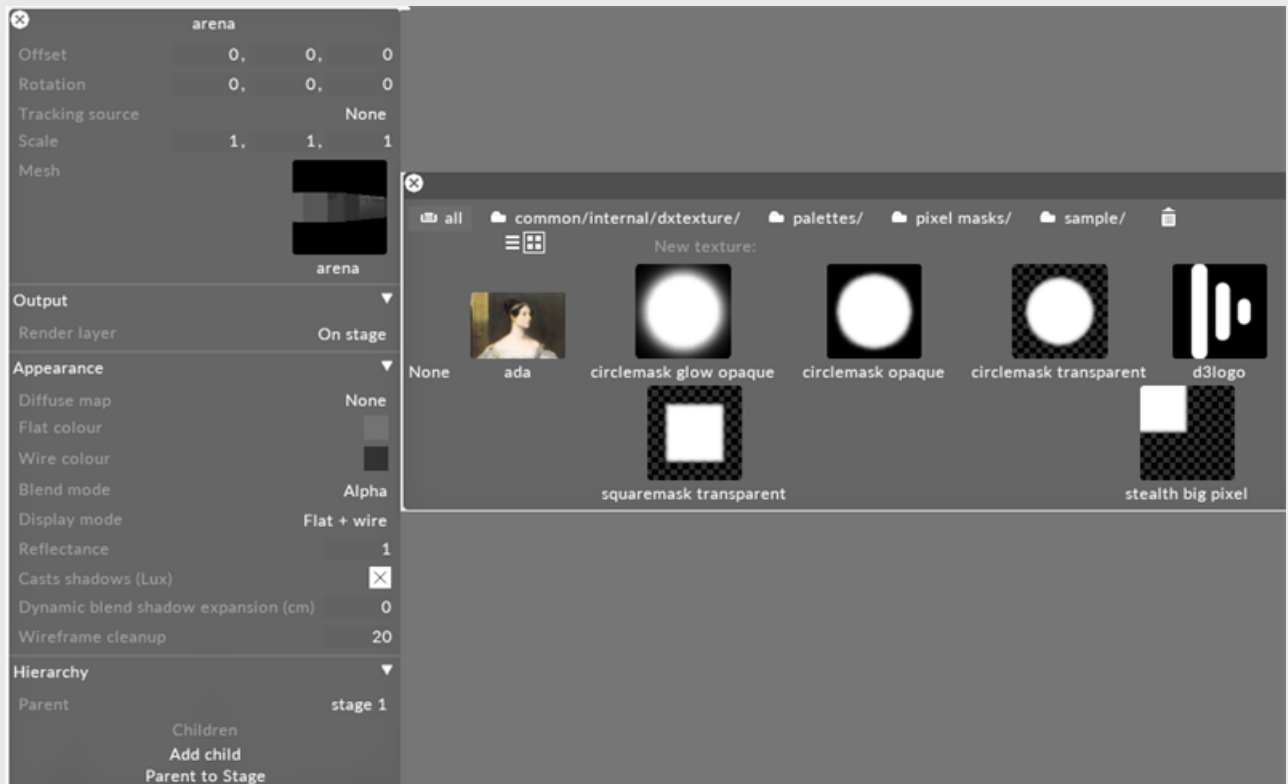 arena
Offset 0, 0, 0
Rotation 0, 0, 0
Tracking source None
Scale 1, 1, 1
Mesh
arena
Output
Render layer On stage
Appearance
Diffuse map None
Flat colour
Wire colour
Blend mode Alpha
Display mode Flat + wire
Reflectance 1
Casts shadows (Lux)
Dynamic blend shadow expansion (cm) 0
Wireframe cleanup 20
Hierarchy
Parent stage 1
Children
Add child
Parent to Stage
all common/internal/dxtexture/ palettes/ pixel masks/ sample/
New texture:
None ada circlemask glow opaque circlemask opaque circlemask transparent d3logo
squaremask transparent stealth big pixel